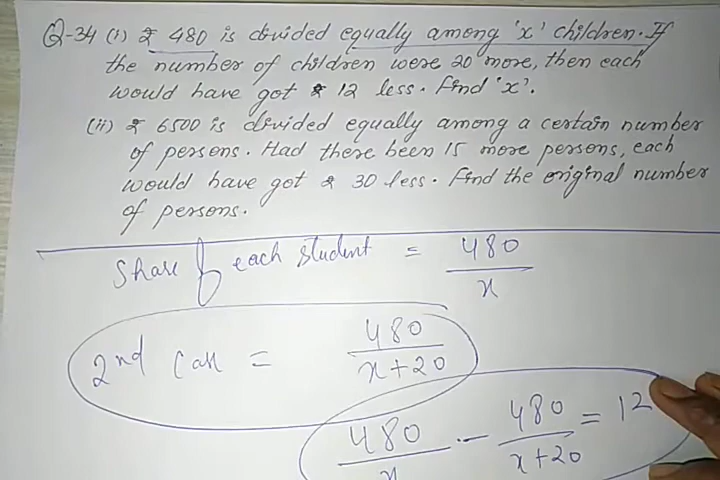 Q-34 (i) ₹ 480 is divided equally among 'x' children. If
the number of children were 20 more, then each
would have got ₹ 12 less. Find 'x'.
(ii) ₹ 6500 is divided equally among a certain number
of persons. Had there been 15 more persons, each
would have got ₹ 30 less. Find the original number
of persons.
Share of each student = 480/x
2nd Case = 480/x+20
480/x - 480/x+20 = 12